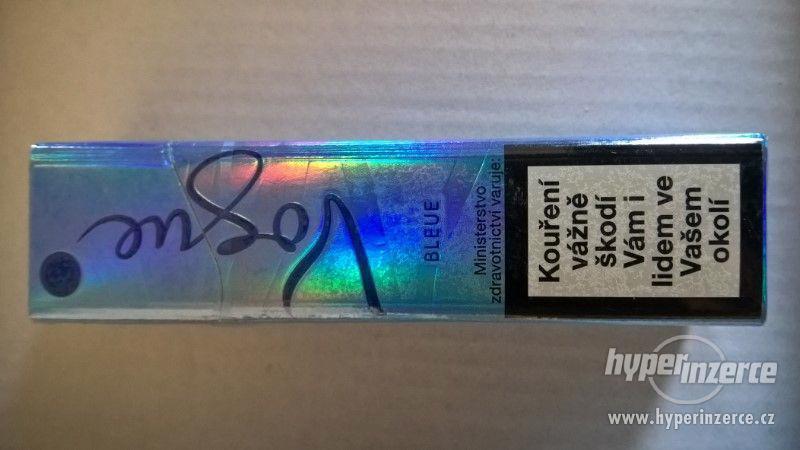 Vogue
BLEUE
Ministerstvo
zdravotnictví varuje:
Kouření
vážně
škodí
Vám i
lidem ve
Vašem
okolí
hyperinzerce
www.hyperinzerce.cz